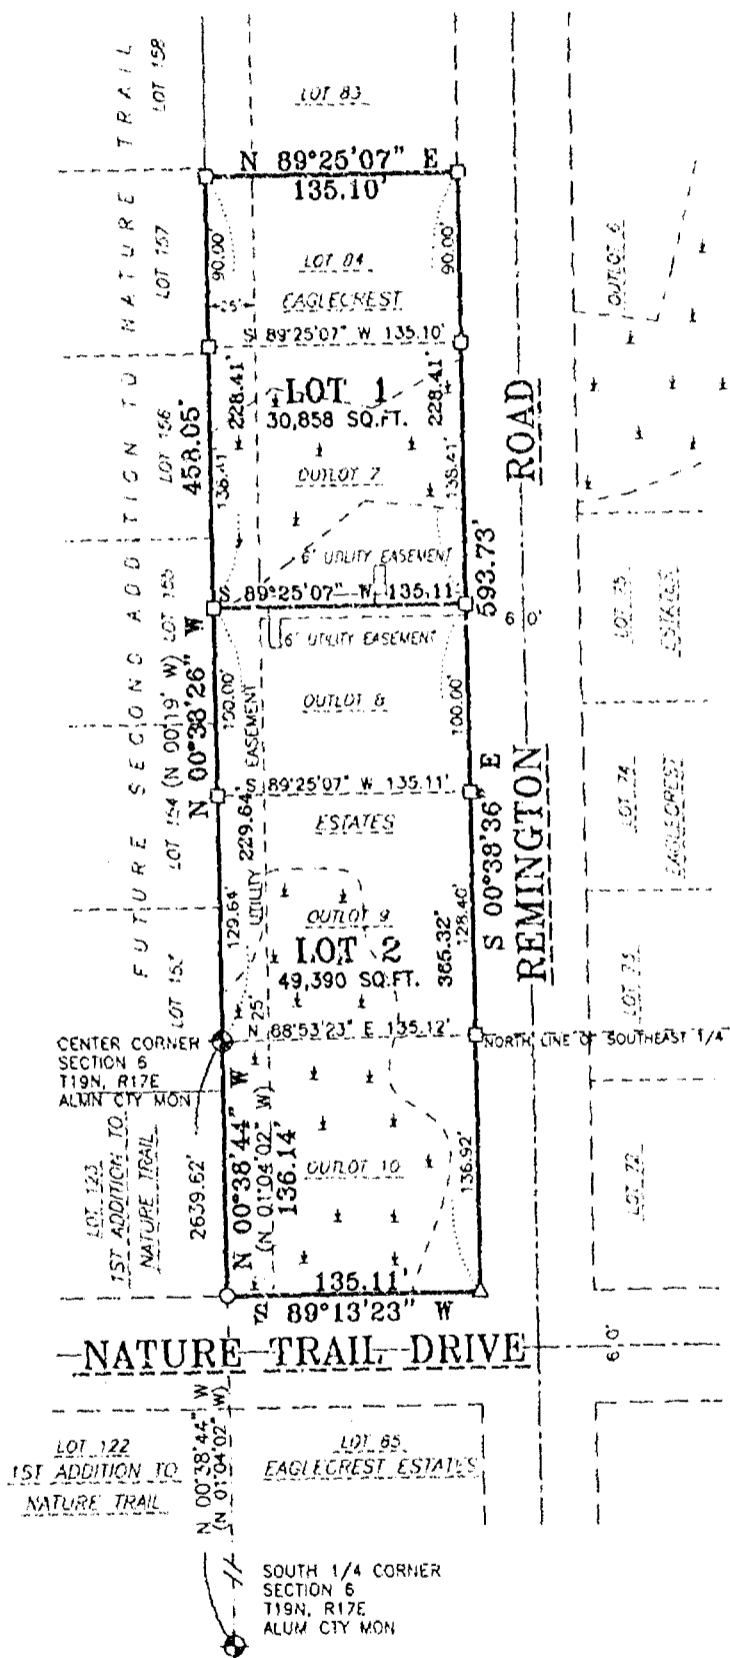 LOT 158
LOT 83
N 89°25'07" E
135.10'
90.00'
90.00'
LOT 157
LOT 84
EAGLECREST
25'
S 89°25'07" W 135.10'
OUTLOT 6
FUTURE SECOND ADDITION TO NATURE TRAIL
LOT 156
458.05'
228.41'
138.41'
LOT 1
30,858 SQ.FT.
228.41'
138.41'
OUTLOT 7
ROAD
6' UTILITY EASEMENT
S 89°25'07" W 135.11'
593.73'
60'
6' UTILITY EASEMENT
LOT 155
N 00°38'26" W
(N 00°19' W)
LOT 154
100.00'
OUTLOT 8
100.00'
LOT 75
ESTATES
S 89°25'07" W 135.11'
UTILITY EASEMENT
229.64'
ESTATES
LOT 74
EAGLECREST
S 00°38'36" E
REMINGTON
129.64'
OUTLOT 9
LOT 2
49,390 SQ.FT.
365.32'
128.40'
LOT 73
25'
N 88°53'23" E 135.12'
NORTH LINE OF SOUTHEAST 1/4
CENTER CORNER
SECTION 6
T19N, R17E
ALMN CTY MON
LOT 123
1ST ADDITION TO
NATURE TRAIL
2639.62'
N 00°38'44" W
(N 01°04'02" W)
136.14'
OUTLOT 10
136.92'
LOT 72
135.11'
S 89°13'23" W
NATURE TRAIL DRIVE
60'
LOT 122
1ST ADDITION TO
NATURE TRAIL
N 00°38'44" W
(N 01°04'02" W)
LOT 85
EAGLECREST ESTATES
SOUTH 1/4 CORNER
SECTION 6
T19N, R17E
ALUM CTY MON